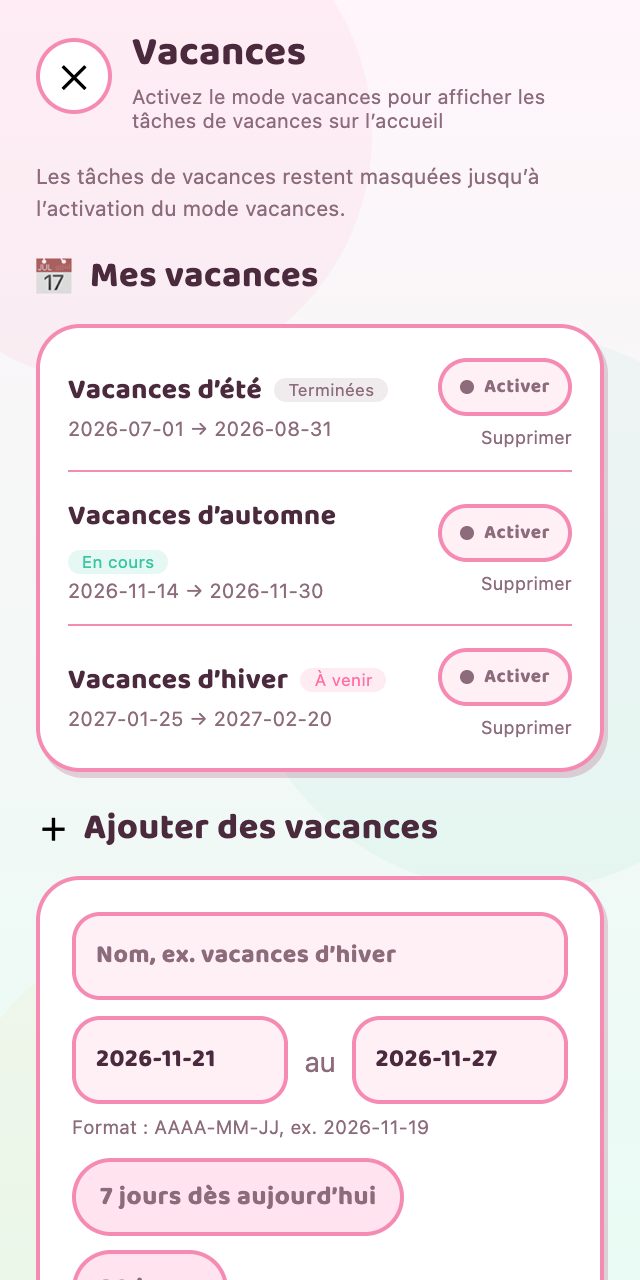 Vacances
Activez le mode vacances pour afficher les
tâches de vacances sur l’accueil
Les tâches de vacances restent masquées jusqu’à
l’activation du mode vacances.
JUL
17
Mes vacances
Vacances d’été
Terminées
Activer
2026-07-01 → 2026-08-31
Supprimer
Vacances d’automne
Activer
En cours
2026-11-14 → 2026-11-30
Supprimer
Vacances d’hiver
À venir
Activer
2027-01-25 → 2027-02-20
Supprimer
+ Ajouter des vacances
Nom, ex. vacances d’hiver
2026-11-21
au
2026-11-27
Format : AAAA-MM-JJ, ex. 2026-11-19
7 jours dès aujourd’hui